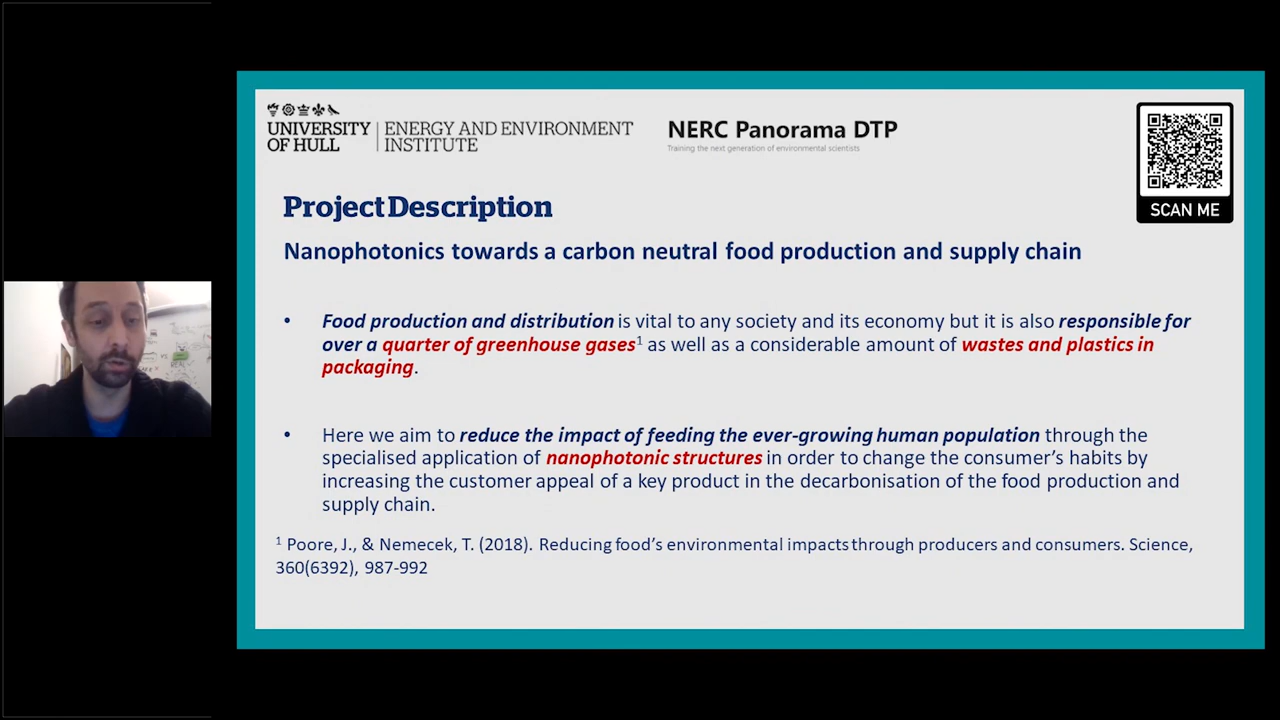 UNIVERSITY OF HULL
ENERGY AND ENVIRONMENT INSTITUTE
NERC Panorama DTP
Training the next generation of environmental scientists
SCAN ME
Project Description
Nanophotonics towards a carbon neutral food production and supply chain
• Food production and distribution is vital to any society and its economy but it is also responsible for
over a quarter of greenhouse gases¹ as well as a considerable amount of wastes and plastics in
packaging.
• Here we aim to reduce the impact of feeding the ever-growing human population through the
specialised application of nanophotonic structures in order to change the consumer's habits by
increasing the customer appeal of a key product in the decarbonisation of the food production and
supply chain.
¹ Poore, J., & Nemecek, T. (2018). Reducing food's environmental impacts through producers and consumers. Science,
360(6392), 987-992